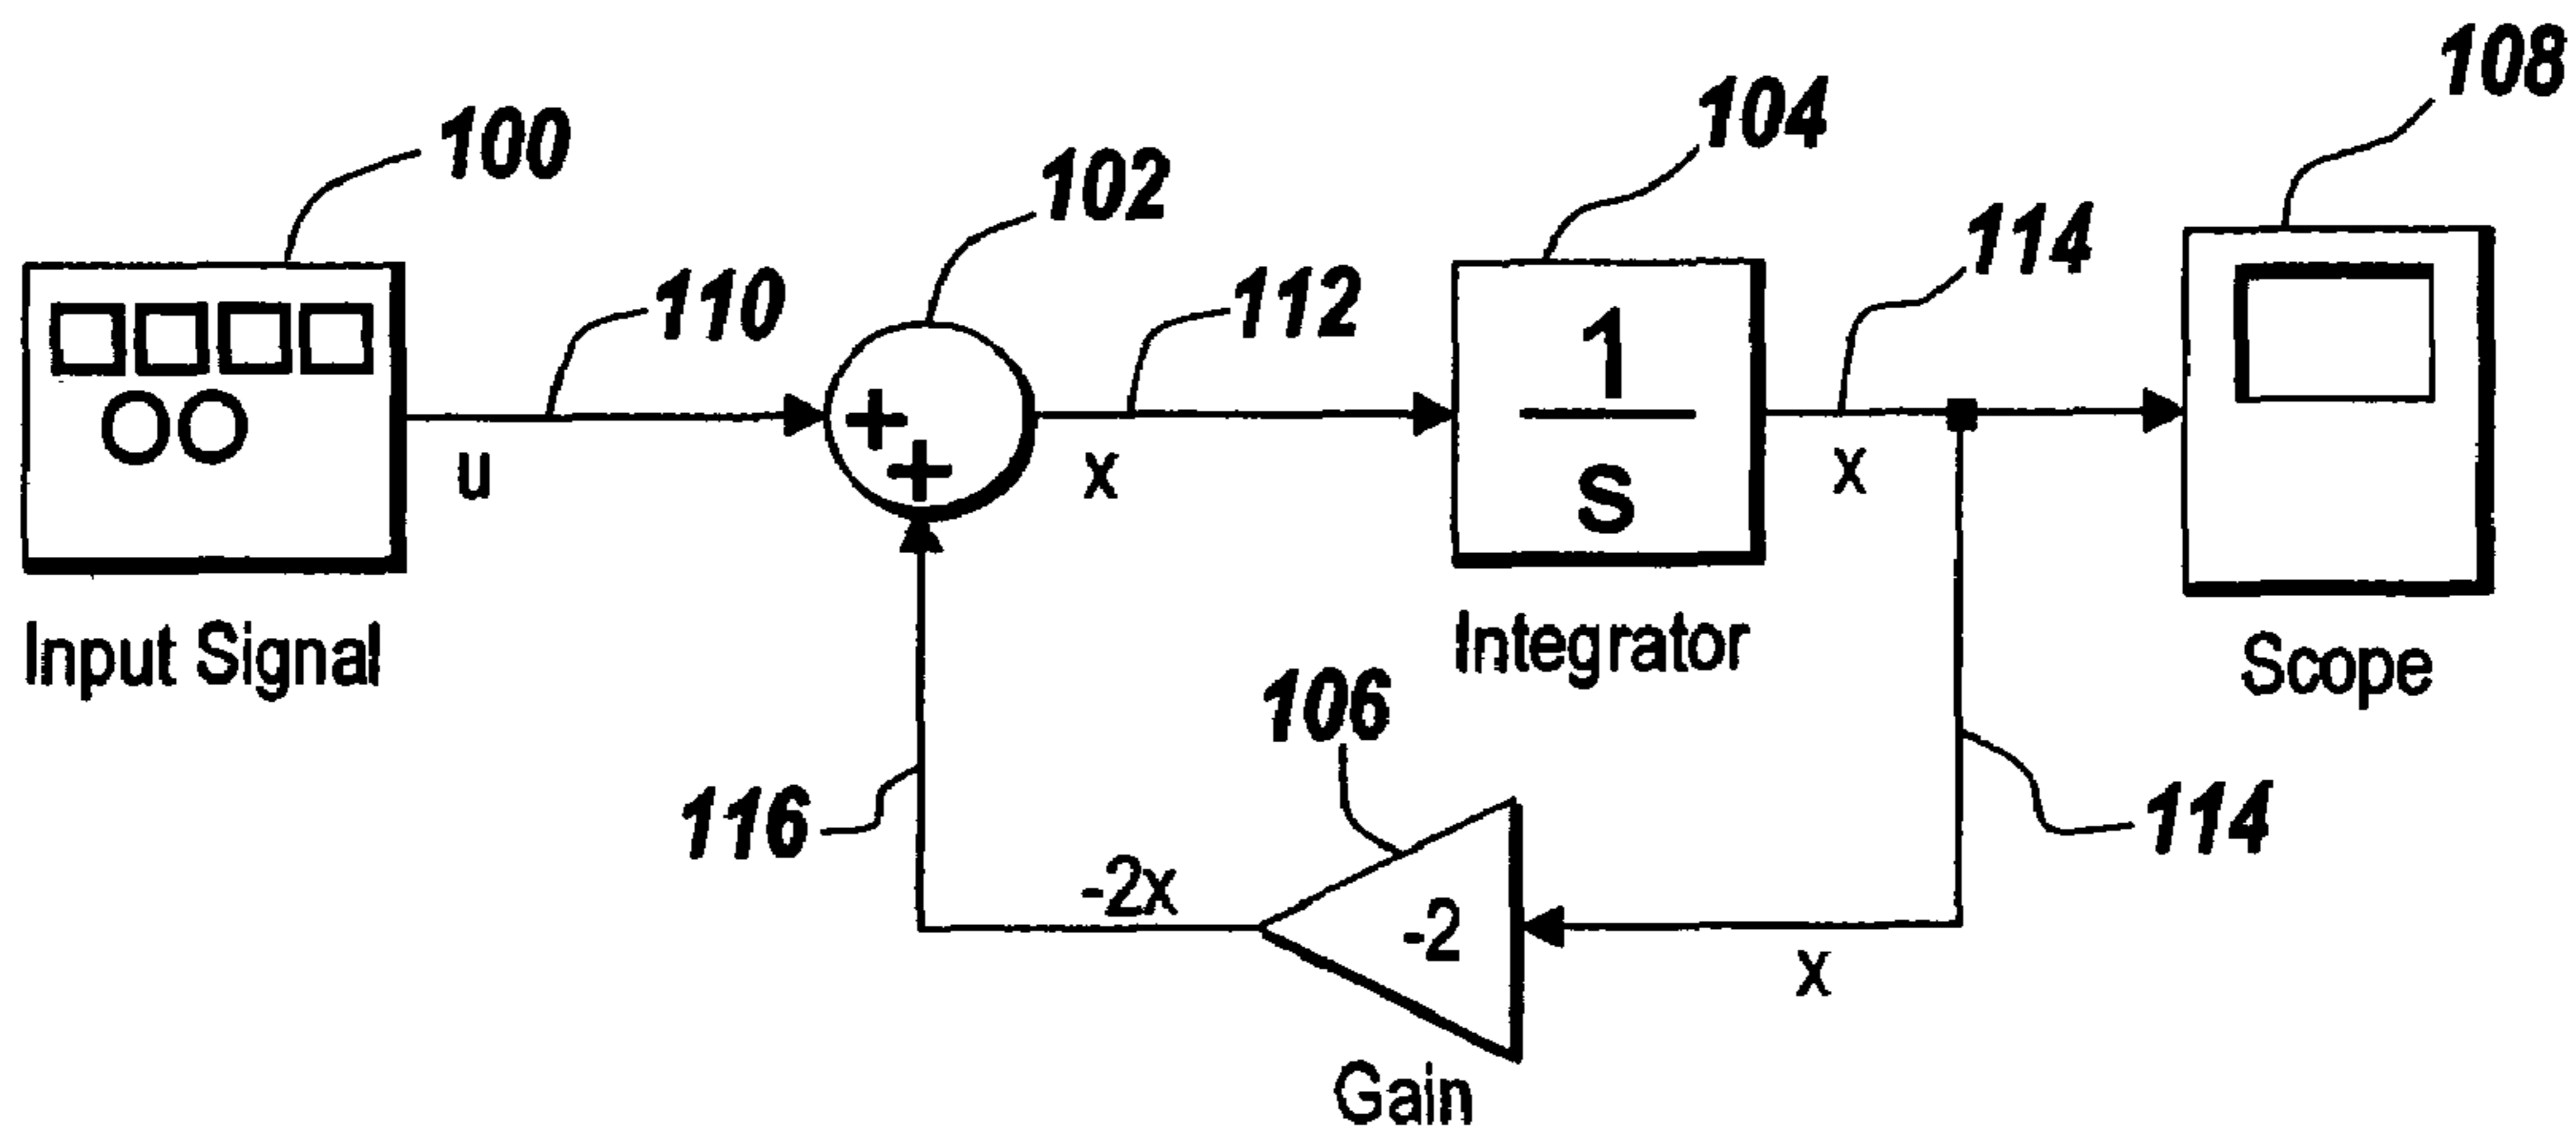 108
104
100
102
114
110
112
1
S
u
x
x
Input Signal
Integrator
Scope
106
116
114
-2x
-2
x
Gain